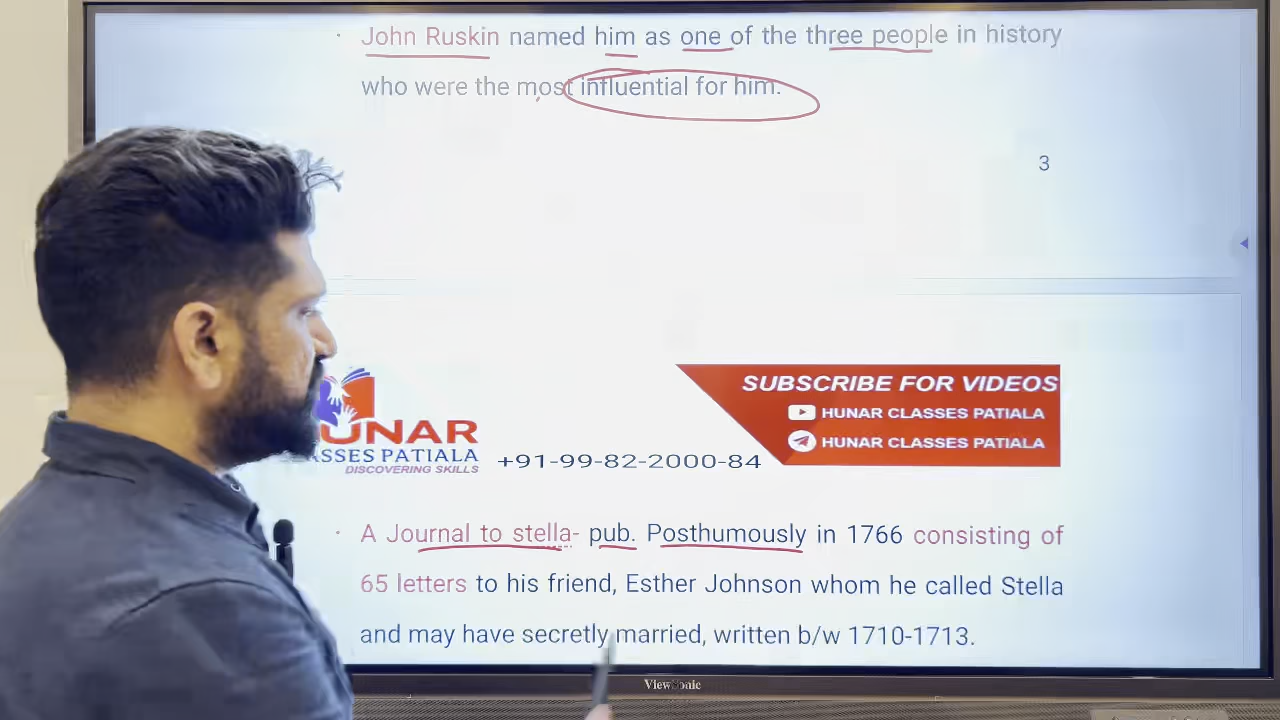 · John Ruskin named him as one of the three people in history
who were the most influential for him.
3
SUBSCRIBE FOR VIDEOS
HUNAR CLASSES PATIALA
UNAR
HUNAR CLASSES PATIALA
SSES PATIALA
+91-99-82-2000-84
DISCOVERING SKILLS
· A Journal to stella- pub. Posthumously in 1766 consisting of
65 letters to his friend, Esther Johnson whom he called Stella
and may have secretly married, written b/w 1710-1713.
ViewSonic